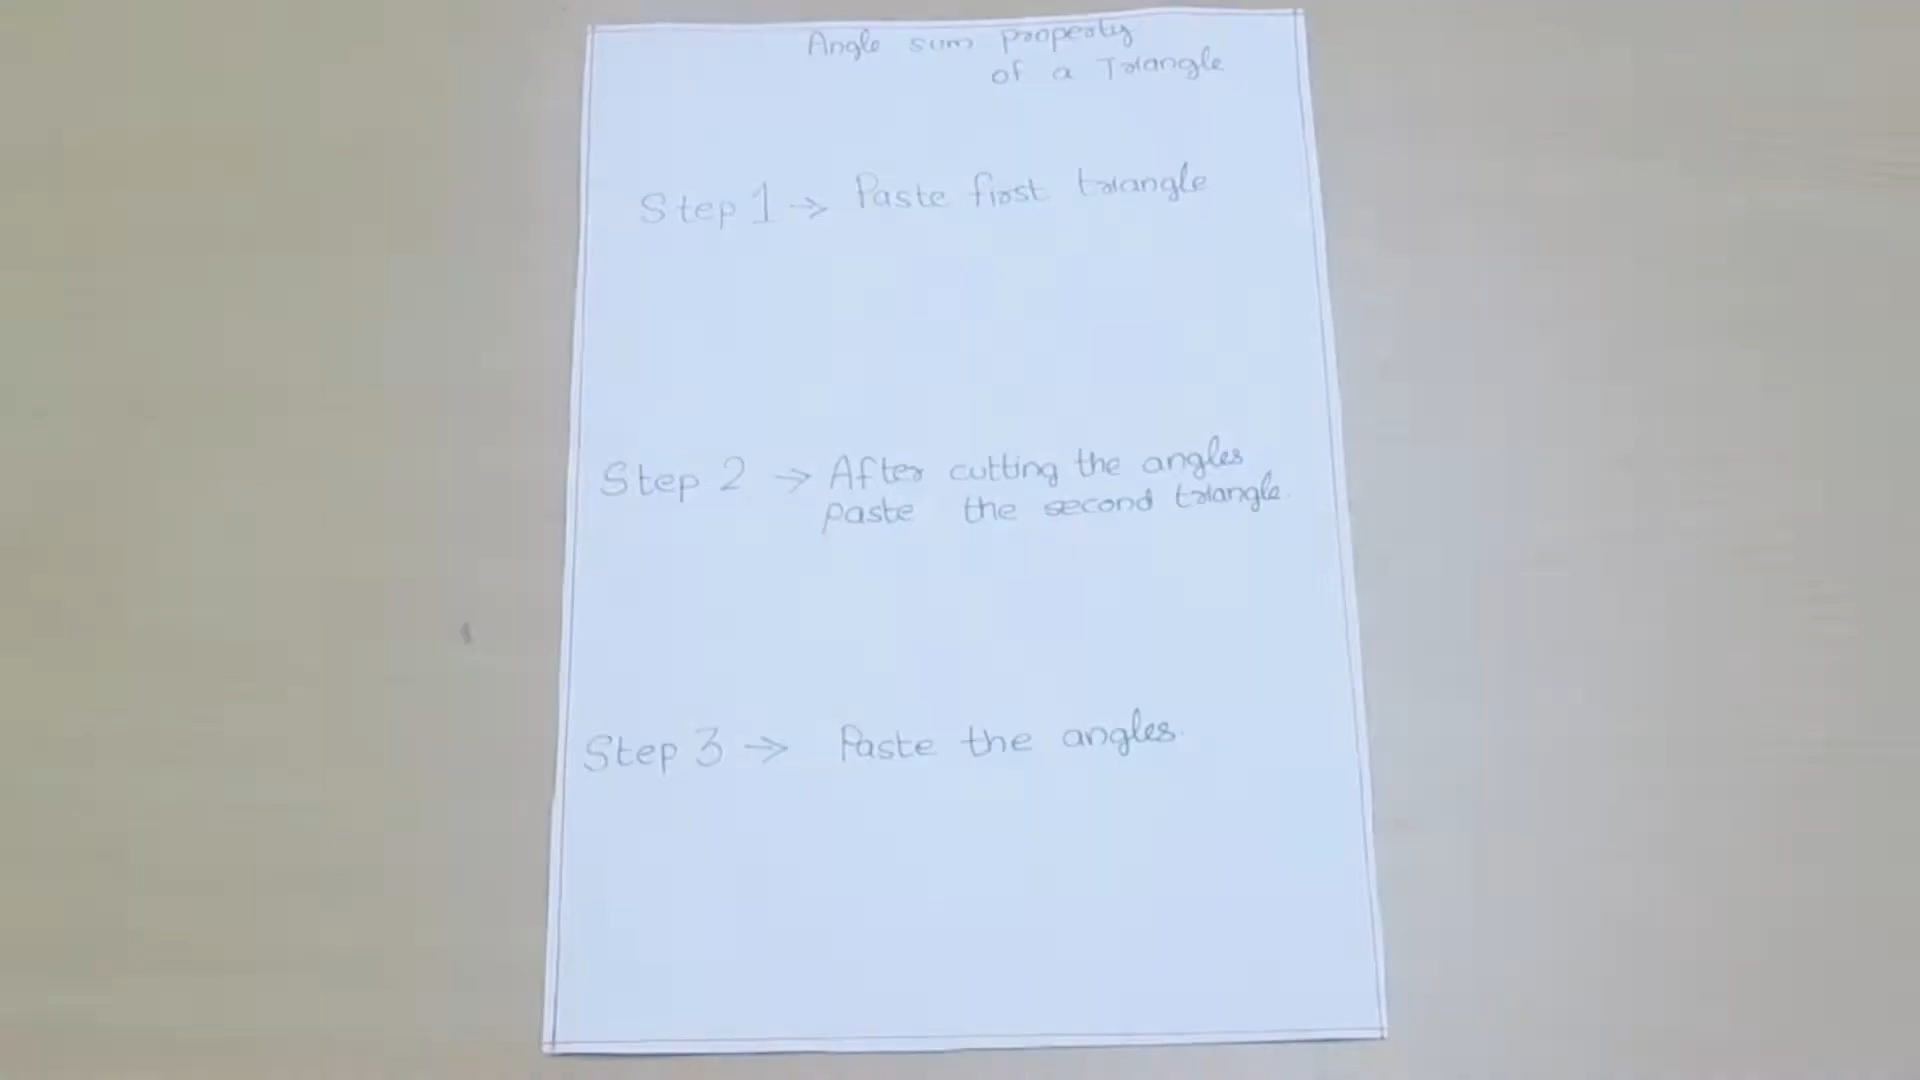 Angle sum property
of a Triangle
Step 1 → Paste first triangle
Step 2 → After cutting the angles
paste the second triangle.
Step 3 → Paste the angles.